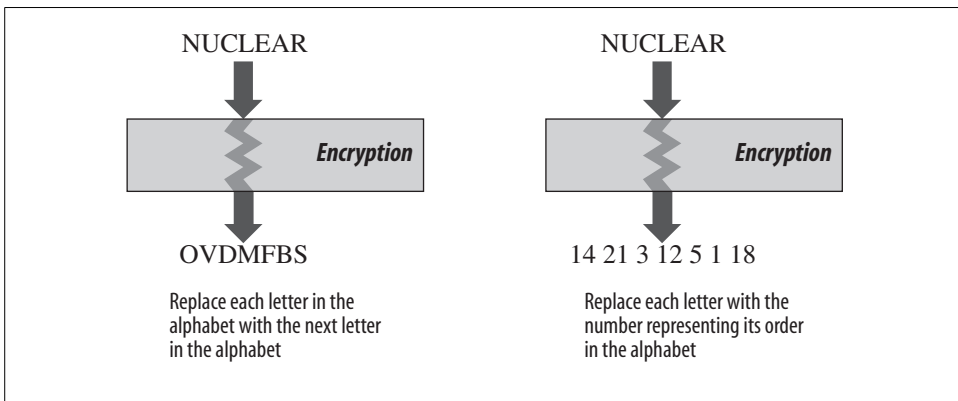 NUCLEAR
Encryption
OVDMFBS
Replace each letter in the
alphabet with the next letter
in the alphabet
NUCLEAR
Encryption
14 21 3 12 5 1 18
Replace each letter with the
number representing its order
in the alphabet